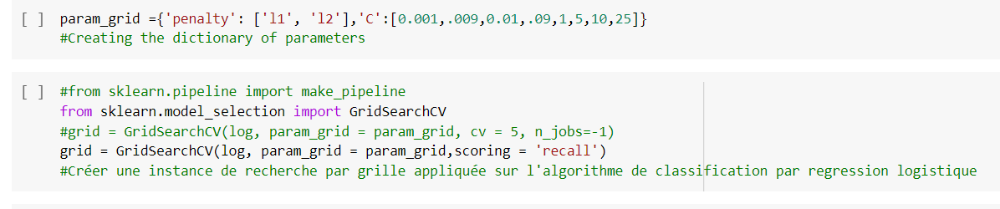 [ ] param_grid ={'penalty': ['l1', 'l2'],'C':[0.001,.009,0.01,.09,1,5,10,25]}
#Creating the dictionary of parameters
[ ] #from sklearn.pipeline import make_pipeline
from sklearn.model_selection import GridSearchCV
#grid = GridSearchCV(log, param_grid = param_grid, cv = 5, n_jobs=-1)
grid = GridSearchCV(log, param_grid = param_grid,scoring = 'recall')
#Créer une instance de recherche par grille appliquée sur l'algorithme de classification par regression logistique